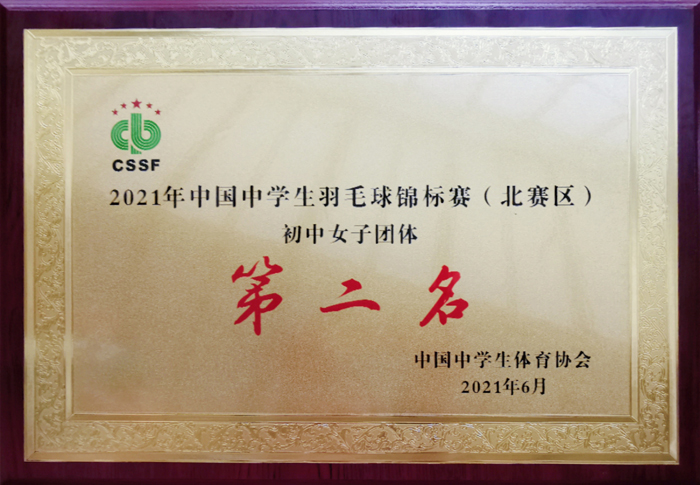 CSSF
2021年中国中学生羽毛球锦标赛（北赛区）
初中女子团体
第二名
中国中学生体育协会
2021年6月